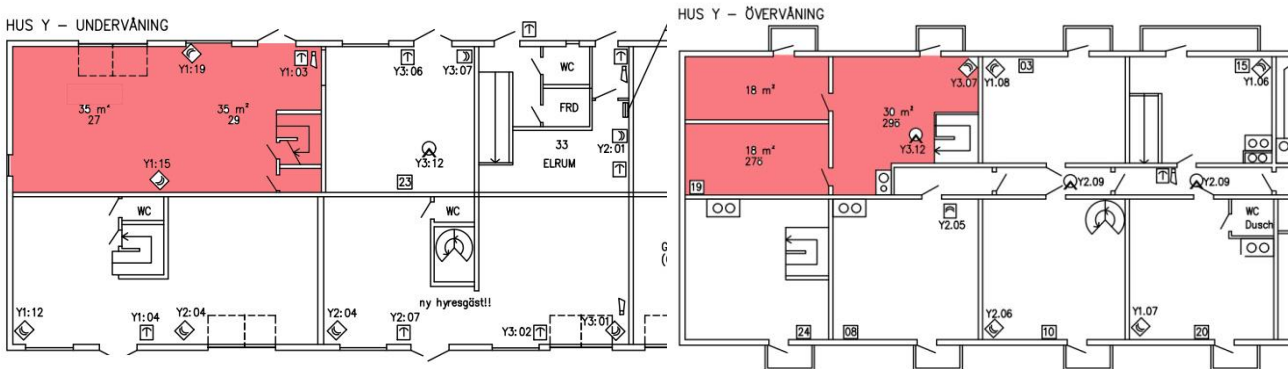 HUS Y – UNDERVÅNING
Y1:19
Y1:03
Y3:06
Y3:07
WC
35 m²
27
35 m²
29
FRD
Y2:01
33
ELRUM
Y1:15
Y3:12
23
WC
WC
ny hyresgöst!!
Y1:12
Y1:04
Y2:04
Y2:04
Y2:07
Y3:02
Y3:01
G
HUS Y – ÖVERVÅNING
18 m²
Y3.07
Y1.08
03
15
Y1.06
30 m²
29ö
Y3.12
18 m²
27ö
19
Y2.09
Y2.09
Y2.05
WC
Dusch
Y2.06
Y1.07
24
08
10
20